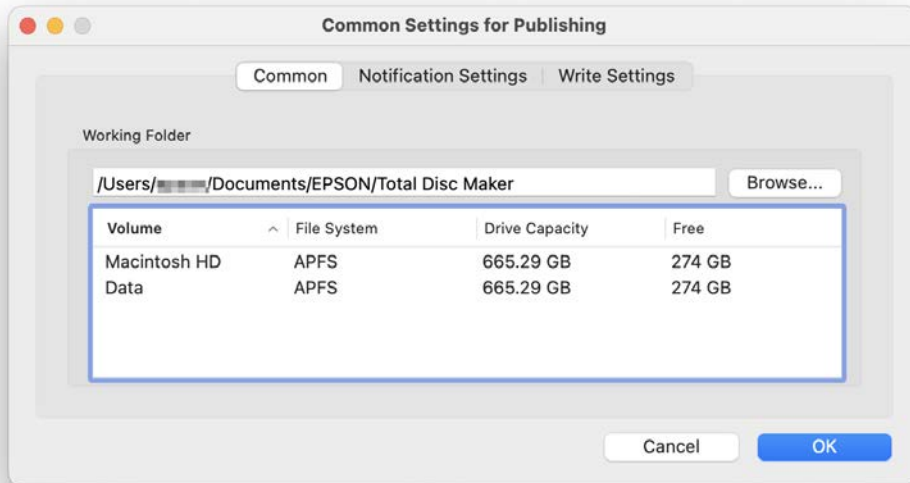 Common Settings for Publishing
Common Notification Settings Write Settings
Working Folder
/Users/ /Documents/EPSON/Total Disc Maker Browse...
Volume File System Drive Capacity Free
Macintosh HD APFS 665.29 GB 274 GB
Data APFS 665.29 GB 274 GB
Cancel OK